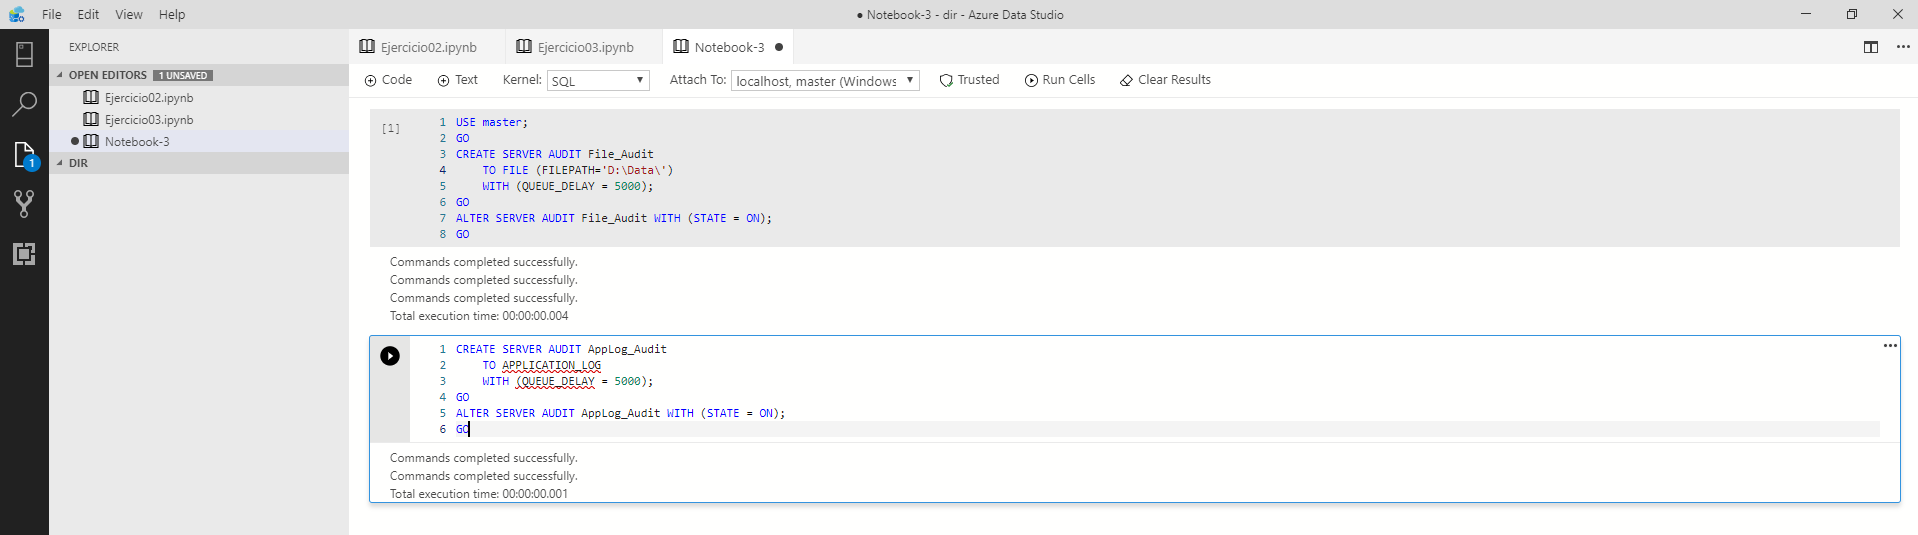 File Edit View Help
● Notebook-3 - dir - Azure Data Studio
EXPLORER
OPEN EDITORS 1 UNSAVED
Ejercicio02.ipynb
Ejercicio03.ipynb
● Notebook-3
DIR
1
Ejercicio02.ipynb Ejercicio03.ipynb Notebook-3 ●
Code Text Kernel: SQL Attach To: localhost, master (Windows Trusted Run Cells Clear Results
[1]
1 USE master;
2 GO
3 CREATE SERVER AUDIT File_Audit
4 TO FILE (FILEPATH='D:\Data\')
5 WITH (QUEUE_DELAY = 5000);
6 GO
7 ALTER SERVER AUDIT File_Audit WITH (STATE = ON);
8 GO
Commands completed successfully.
Commands completed successfully.
Commands completed successfully.
Total execution time: 00:00:00.004
1 CREATE SERVER AUDIT AppLog_Audit
2 TO APPLICATION_LOG
3 WITH (QUEUE_DELAY = 5000);
4 GO
5 ALTER SERVER AUDIT AppLog_Audit WITH (STATE = ON);
6 GO
Commands completed successfully.
Commands completed successfully.
Total execution time: 00:00:00.001